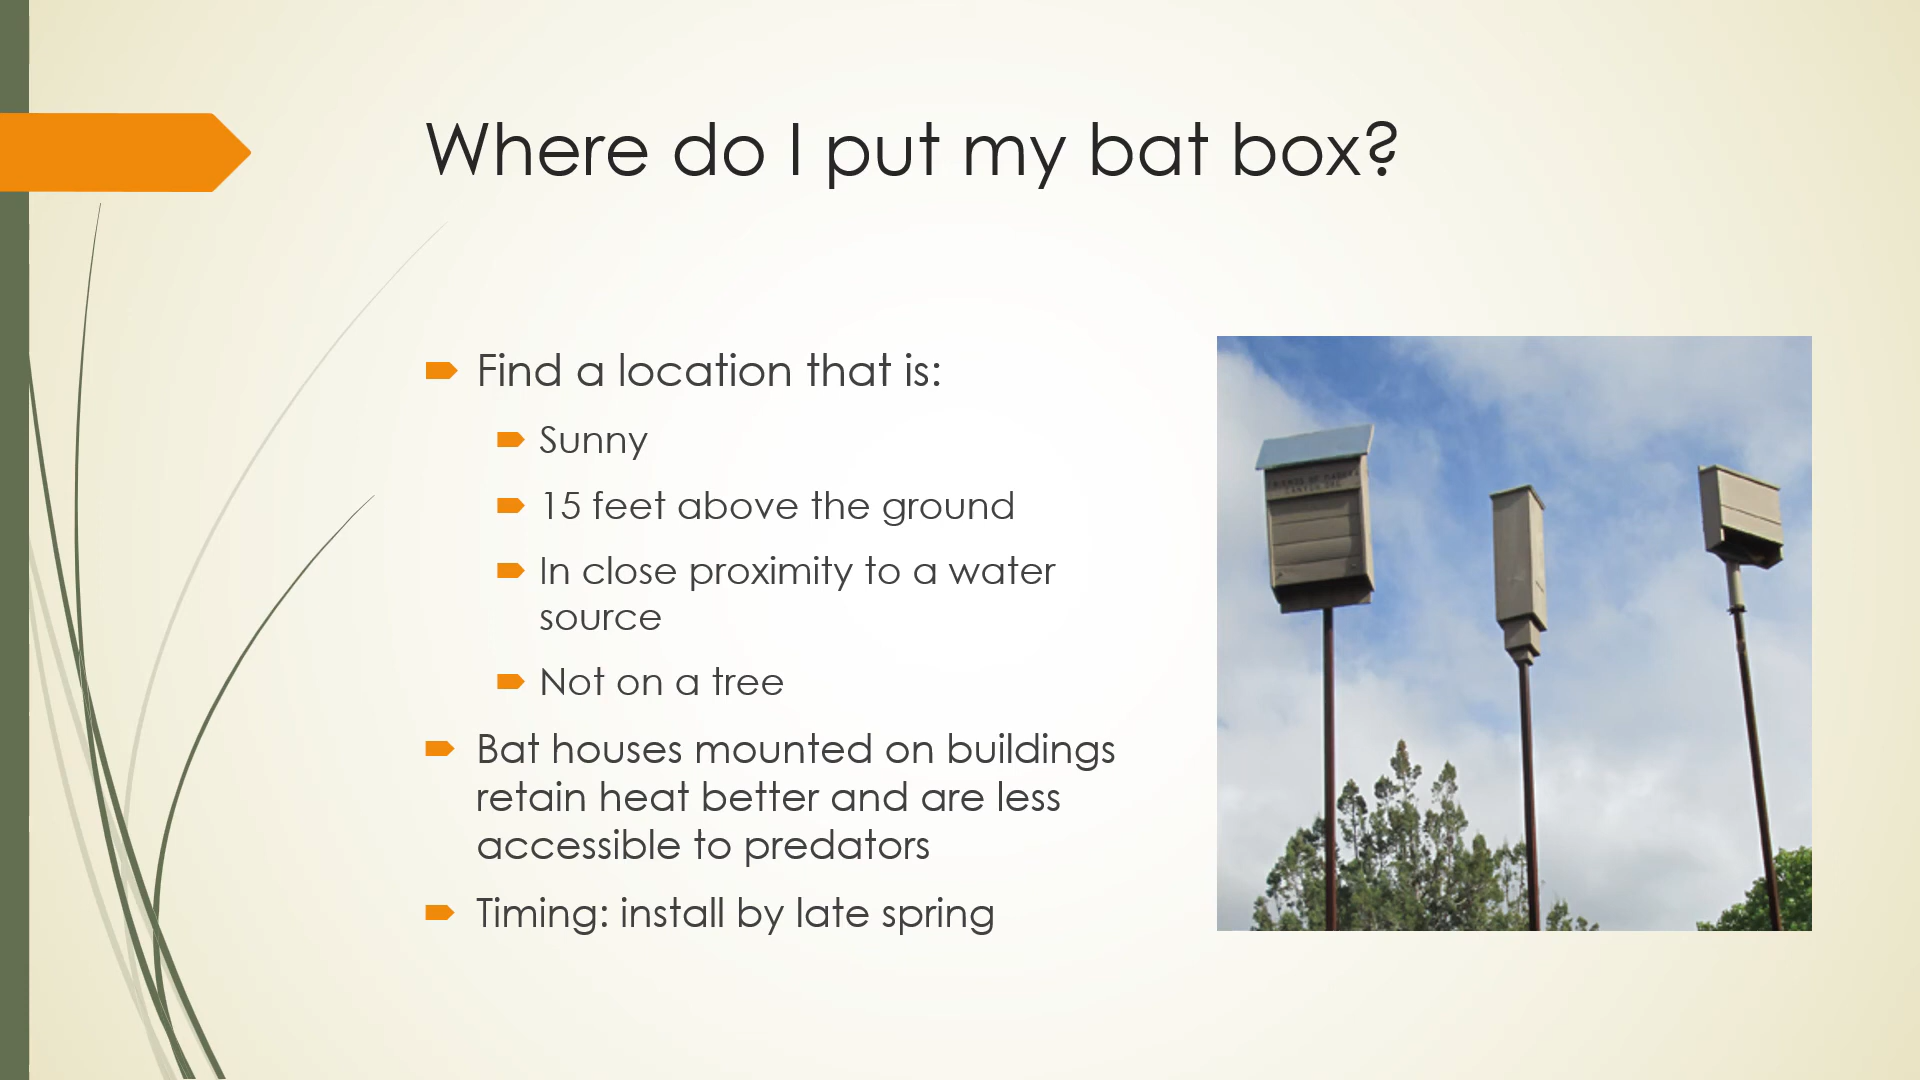 Where do I put my bat box?
Find a location that is:
Sunny
15 feet above the ground
In close proximity to a water
source
Not on a tree
Bat houses mounted on buildings
retain heat better and are less
accessible to predators
Timing: install by late spring